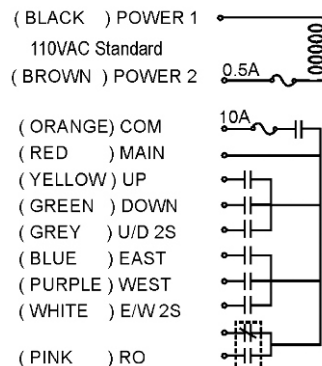 ( BLACK ) POWER 1
110VAC Standard
( BROWN ) POWER 2 0.5A
( ORANGE) COM 10A
( RED ) MAIN
( YELLOW ) UP
( GREEN ) DOWN
( GREY ) U/D 2S
( BLUE ) EAST
( PURPLE ) WEST
( WHITE ) E/W 2S
( PINK ) RO